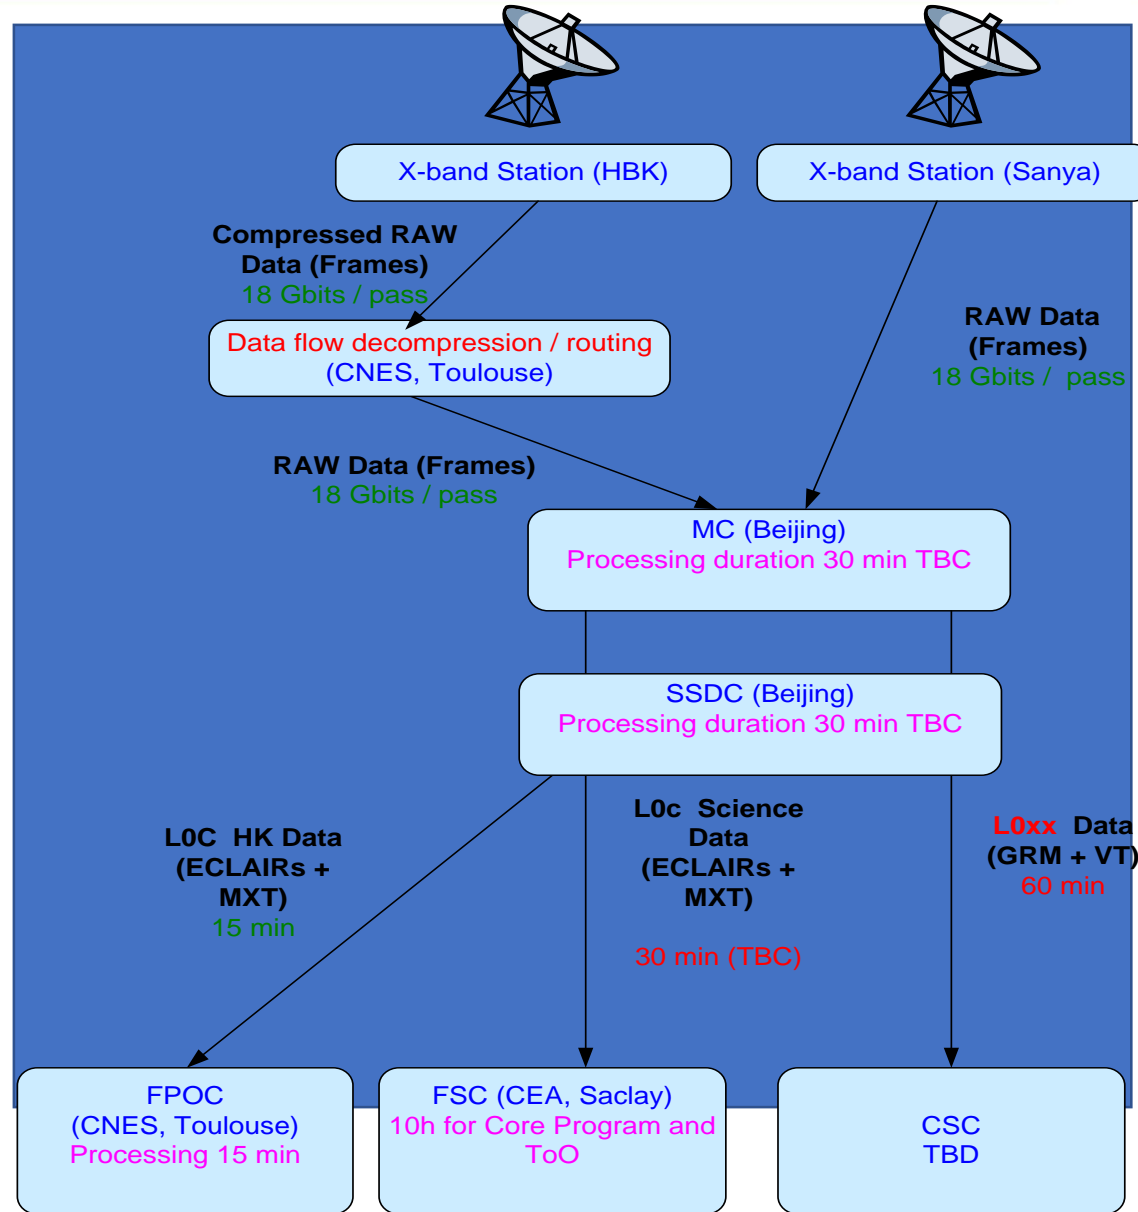 X-band Station (HBK)
X-band Station (Sanya)
Compressed RAW
Data (Frames)
18 Gbits / pass
Data flow decompression / routing
(CNES, Toulouse)
RAW Data
(Frames)
18 Gbits /  pass
RAW Data (Frames)
18 Gbits / pass
MC (Beijing)
Processing duration 30 min TBC
SSDC (Beijing)
Processing duration 30 min TBC
L0C  HK Data
(ECLAIRs +
MXT)
15 min
L0c  Science
Data
(ECLAIRs +
MXT)
30 min (TBC)
L0xx  Data
(GRM + VT)
60 min
FPOC
(CNES, Toulouse)
Processing 15 min
FSC (CEA, Saclay)
10h for Core Program and
ToO
CSC
TBD